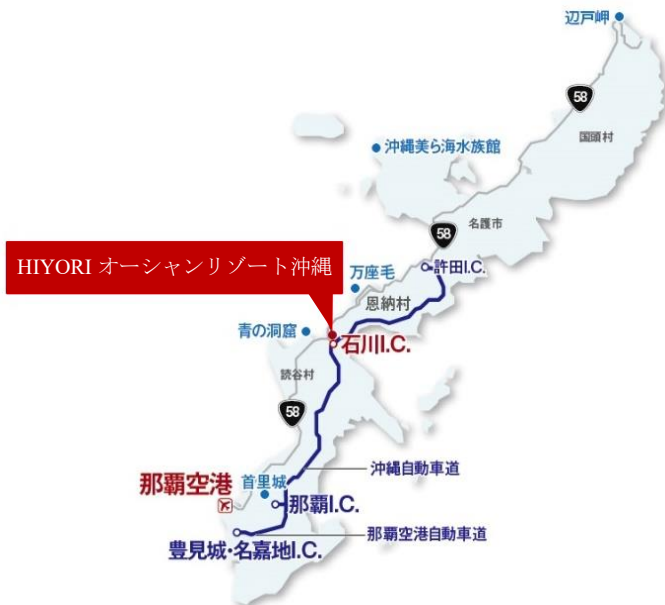 辺戸岬
58
国頭村
沖縄美ら海水族館
名護市
58
許田I.C.
HIYORI オーシャンリゾート沖縄
万座毛
恩納村
青の洞窟
石川I.C.
読谷村
58
沖縄自動車道
那覇空港
首里城
那覇I.C.
那覇空港自動車道
豊見城・名嘉地I.C.